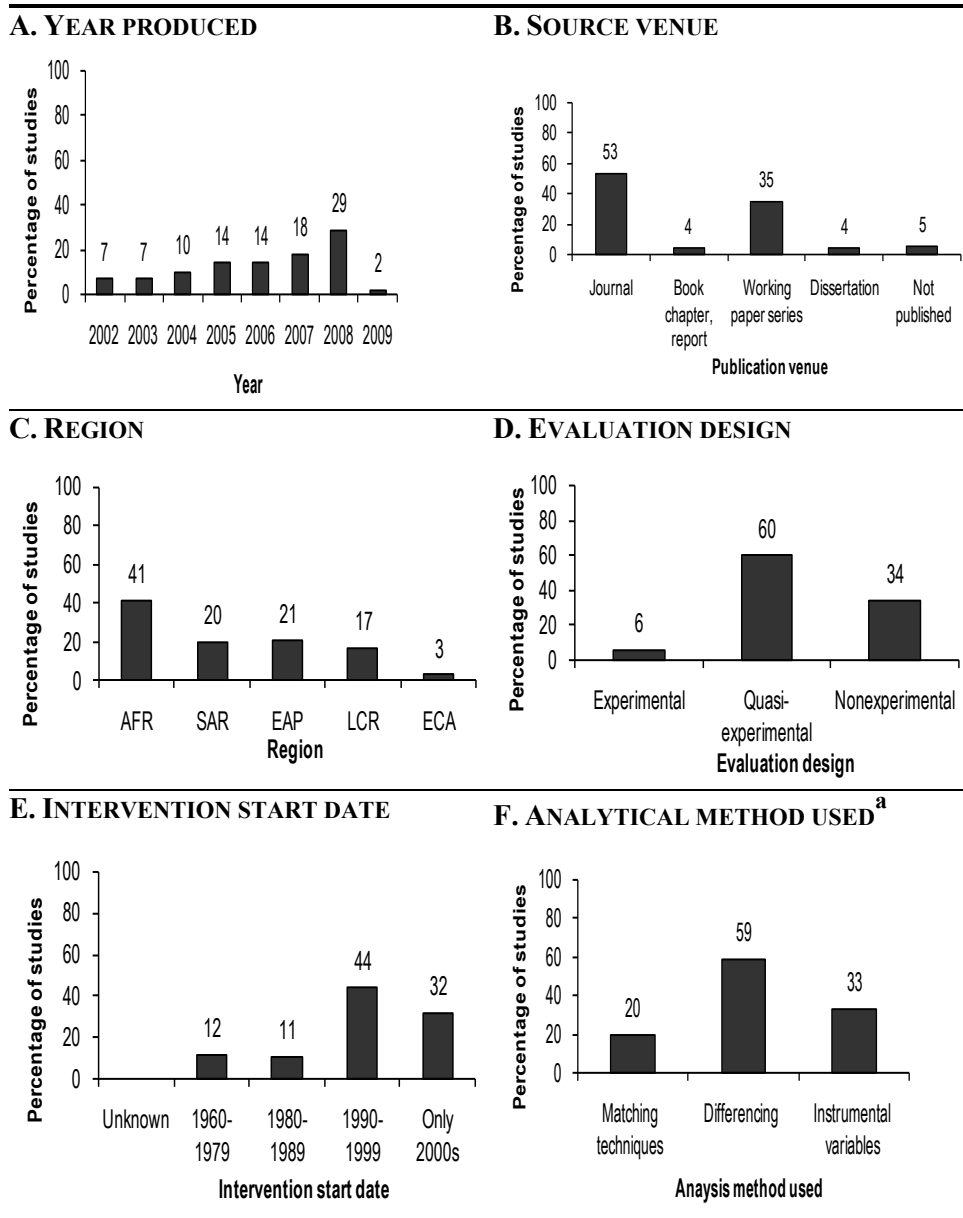 A. YEAR PRODUCED
Percentage of studies
100
80
60
40
20
0
7 7 10 14 14 18 29 2
2002 2003 2004 2005 2006 2007 2008 2009
Year
B. SOURCE VENUE
Percentage of studies
100
80
60
40
20
0
53 4 35 4 5
Journal Book Working Dissertation Not
chapter, paper series published
report
Publication venue
C. REGION
Percentage of studies
100
80
60
40
20
0
41 20 21 17 3
AFR SAR EAP LCR ECA
Region
D. EVALUATION DESIGN
Percentage of studies
100
80
60
40
20
0
6 60 34
Experimental Quasi- Nonexperimental
experimental
Evaluation design
E. INTERVENTION START DATE
Percentage of studies
100
80
60
40
20
0
12 11 44 32
Unknown 1960- 1980- 1990- Only
1979 1989 1999 2000s
Intervention start date
F. ANALYTICAL METHOD USEDa
Percentage of studies
100
80
60
40
20
0
20 59 33
Matching Differencing Instrumental
techniques variables
Anaysis method used